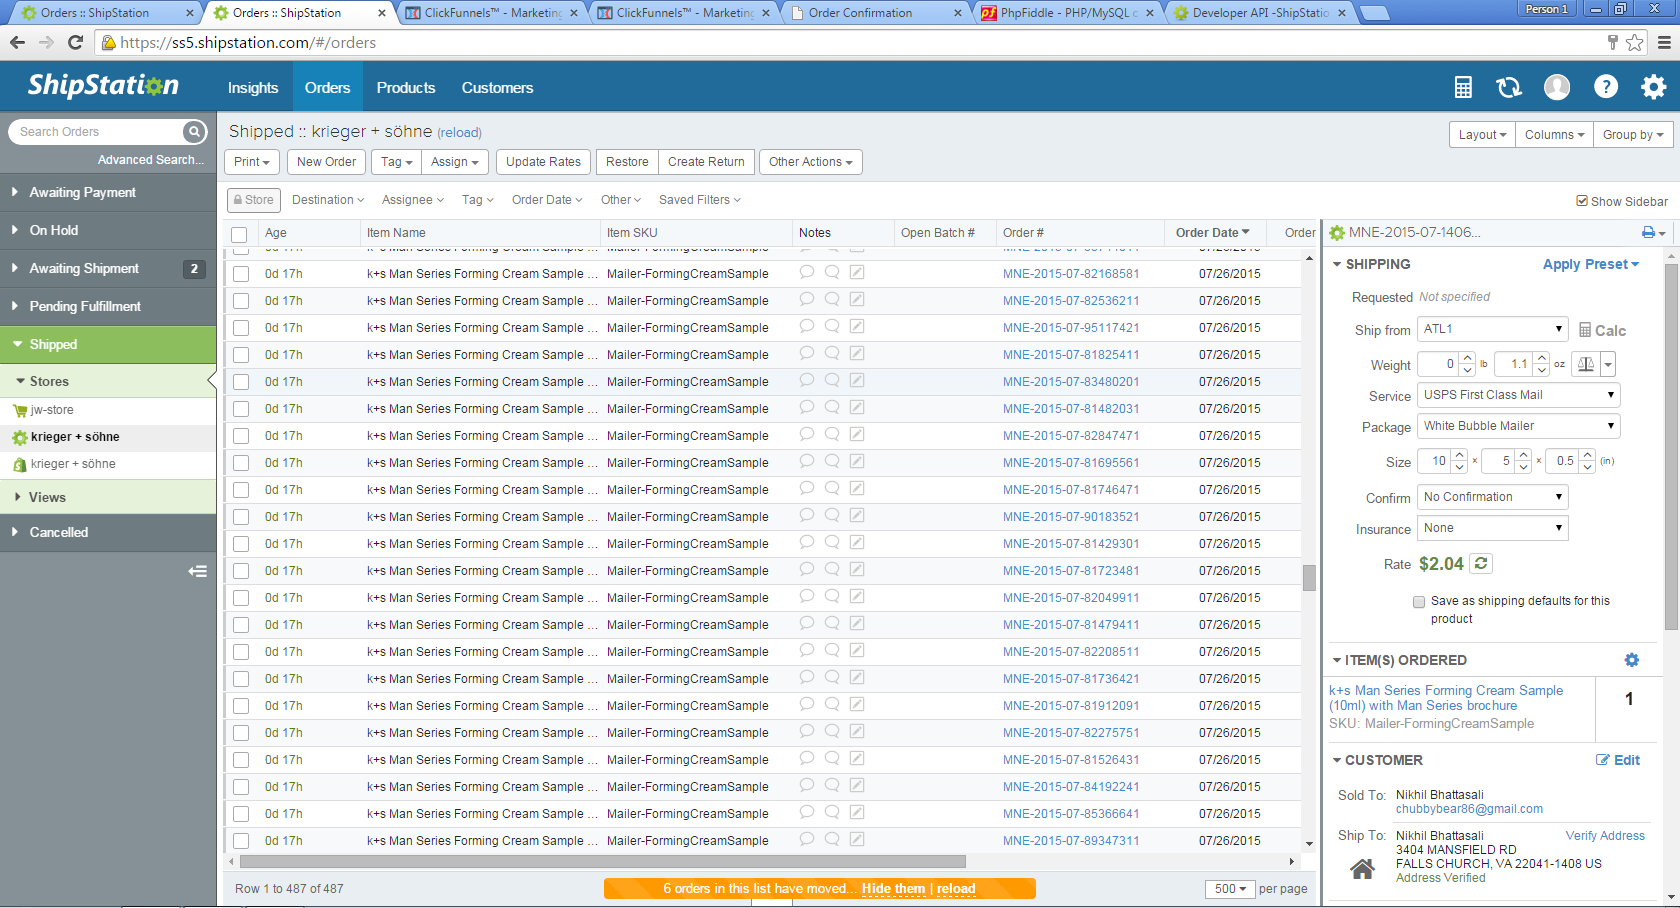 Orders :: ShipStation
Orders :: ShipStation
ClickFunnels™ - Marketing
ClickFunnels™ - Marketing
Order Confirmation
PhpFiddle - PHP/MySQL
Developer API -ShipStation
Person 1
https://ss5.shipstation.com/#/orders
ShipStation
Insights
Orders
Products
Customers
Search Orders
Advanced Search...
Awaiting Payment
On Hold
Awaiting Shipment 2
Pending Fulfillment
Shipped
Stores
jw-store
krieger + söhne
krieger + söhne
Views
Cancelled
Shipped :: krieger + söhne (reload)
Layout Columns Group by
Print New Order Tag Assign Update Rates Restore Create Return Other Actions
Store Destination Assignee Tag Order Date Other Saved Filters
Show Sidebar
Age Item Name Item SKU Notes Open Batch # Order # Order Date Order
0d 17h k+s Man Series Forming Cream Sample ... Mailer-FormingCreamSample MNE-2015-07-82168581 07/26/2015
0d 17h k+s Man Series Forming Cream Sample ... Mailer-FormingCreamSample MNE-2015-07-82536211 07/26/2015
0d 17h k+s Man Series Forming Cream Sample ... Mailer-FormingCreamSample MNE-2015-07-95117421 07/26/2015
0d 17h k+s Man Series Forming Cream Sample ... Mailer-FormingCreamSample MNE-2015-07-81825411 07/26/2015
0d 17h k+s Man Series Forming Cream Sample ... Mailer-FormingCreamSample MNE-2015-07-83480201 07/26/2015
0d 17h k+s Man Series Forming Cream Sample ... Mailer-FormingCreamSample MNE-2015-07-81482031 07/26/2015
0d 17h k+s Man Series Forming Cream Sample ... Mailer-FormingCreamSample MNE-2015-07-82847471 07/26/2015
0d 17h k+s Man Series Forming Cream Sample ... Mailer-FormingCreamSample MNE-2015-07-81695561 07/26/2015
0d 17h k+s Man Series Forming Cream Sample ... Mailer-FormingCreamSample MNE-2015-07-81746471 07/26/2015
0d 17h k+s Man Series Forming Cream Sample ... Mailer-FormingCreamSample MNE-2015-07-90183521 07/26/2015
0d 17h k+s Man Series Forming Cream Sample ... Mailer-FormingCreamSample MNE-2015-07-81429301 07/26/2015
0d 17h k+s Man Series Forming Cream Sample ... Mailer-FormingCreamSample MNE-2015-07-81723481 07/26/2015
0d 17h k+s Man Series Forming Cream Sample ... Mailer-FormingCreamSample MNE-2015-07-82049911 07/26/2015
0d 17h k+s Man Series Forming Cream Sample ... Mailer-FormingCreamSample MNE-2015-07-81479411 07/26/2015
0d 17h k+s Man Series Forming Cream Sample ... Mailer-FormingCreamSample MNE-2015-07-82208511 07/26/2015
0d 17h k+s Man Series Forming Cream Sample ... Mailer-FormingCreamSample MNE-2015-07-81736421 07/26/2015
0d 17h k+s Man Series Forming Cream Sample ... Mailer-FormingCreamSample MNE-2015-07-81912091 07/26/2015
0d 17h k+s Man Series Forming Cream Sample ... Mailer-FormingCreamSample MNE-2015-07-82275751 07/26/2015
0d 17h k+s Man Series Forming Cream Sample ... Mailer-FormingCreamSample MNE-2015-07-81526431 07/26/2015
0d 17h k+s Man Series Forming Cream Sample ... Mailer-FormingCreamSample MNE-2015-07-84192241 07/26/2015
0d 17h k+s Man Series Forming Cream Sample ... Mailer-FormingCreamSample MNE-2015-07-85366641 07/26/2015
0d 17h k+s Man Series Forming Cream Sample ... Mailer-FormingCreamSample MNE-2015-07-89347311 07/26/2015
Row 1 to 487 of 487
6 orders in this list have moved... Hide them | reload
500 per page
MNE-2015-07-1406...
SHIPPING Apply Preset
Requested Not specified
Ship from ATL1 Calc
Weight 0 lb 1.1 oz
Service USPS First Class Mail
Package White Bubble Mailer
Size 10 × 5 × 0.5 (in)
Confirm No Confirmation
Insurance None
Rate $2.04
Save as shipping defaults for this
product
ITEM(S) ORDERED
k+s Man Series Forming Cream Sample
(10ml) with Man Series brochure
SKU: Mailer-FormingCreamSample
1
CUSTOMER Edit
Sold To: Nikhil Bhattasali
chubbybear86@gmail.com
Ship To: Nikhil Bhattasali Verify Address
3404 MANSFIELD RD
FALLS CHURCH, VA 22041-1408 US
Address Verified